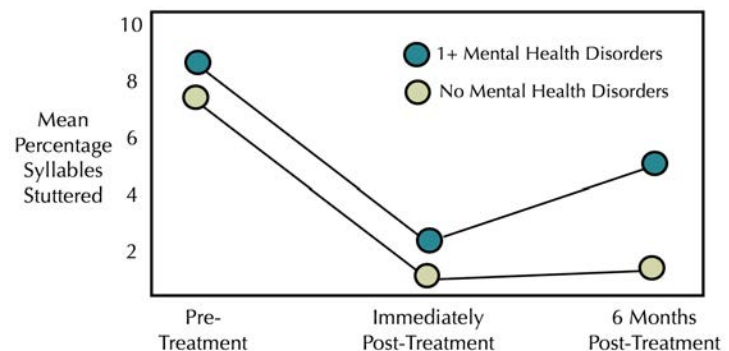 10
8
6
4
2
Mean
Percentage
Syllables
Stuttered
1+ Mental Health Disorders
No Mental Health Disorders
Pre-
Treatment
Immediately
Post-Treatment
6 Months
Post-Treatment